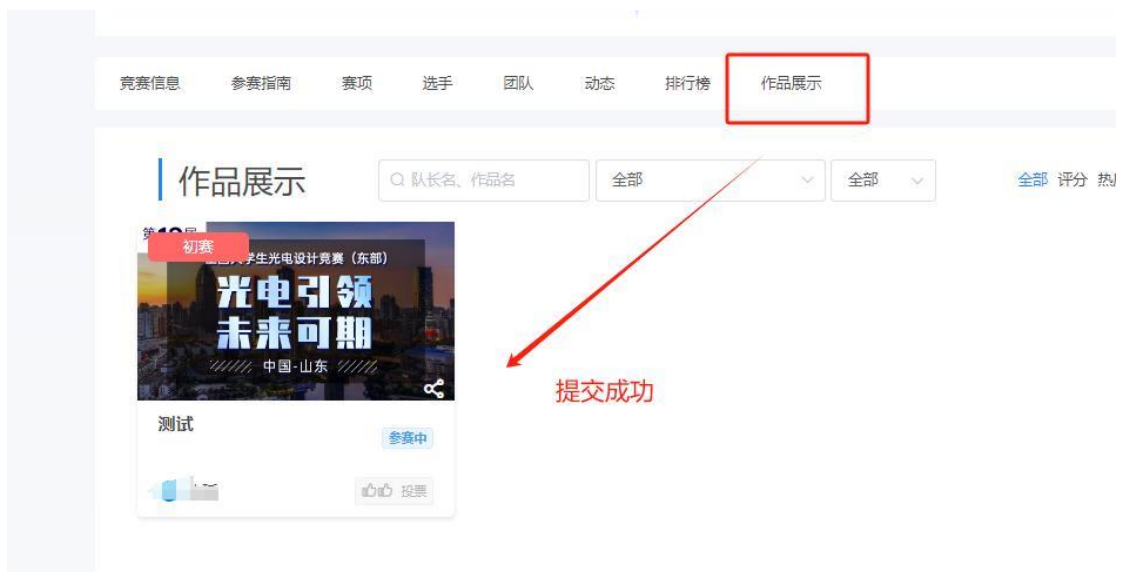 竞赛信息 参赛指南 赛项 选手 团队 动态 排行榜 作品展示
作品展示 队长名、作品名 全部 全部 全部 评分
初赛
学生光电设计竞赛（东部）
光电引领
未来可期
中国-山东
提交成功
测试
参赛中
投票